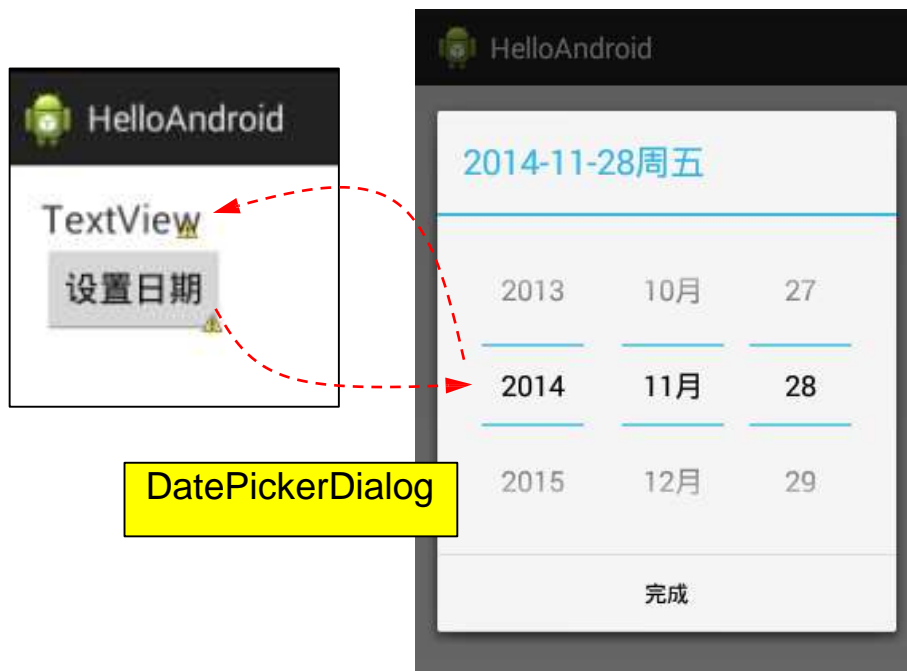 HelloAndroid
TextView
设置日期
DatePickerDialog
HelloAndroid
2014-11-28周五
2013 10月 27
2014 11月 28
2015 12月 29
完成